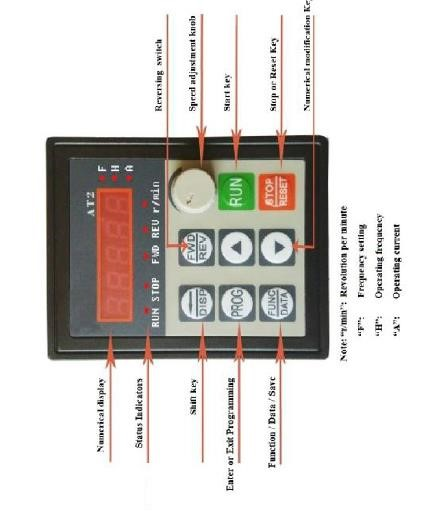 Numerical display
Status Indicators
Shift key
Enter or Exit Programming
Function / Data / Save
AT2
F
H
A
RUN STOP FWD REV r/min
DISP
FWD
REV
PROG
RUN
FUNC
DATA
STOP
RESET
Reversing switch
Speed adjustment knob
Start key
Stop or Reset Key
Numerical modification Key
Note: "r/min": Revolution per minute
"F": Frequency setting
"H": Operating frequency
"A": Operating current